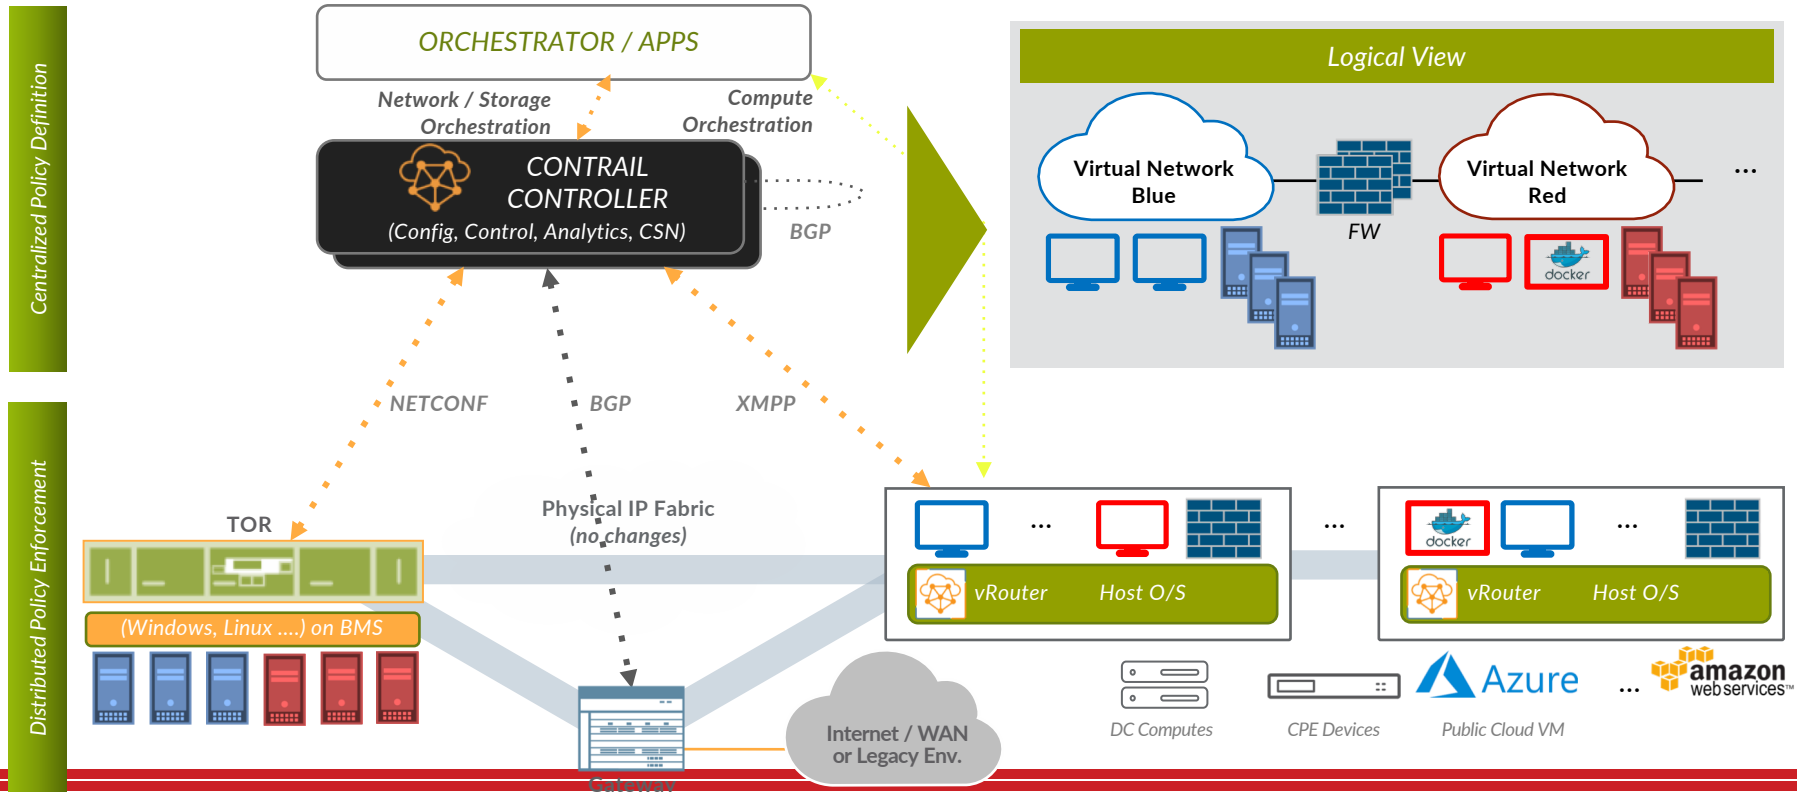 Centralized Policy Definition
ORCHESTRATOR / APPS
Network / Storage
Orchestration
Compute
Orchestration
CONTRAIL
CONTROLLER
(Config, Control, Analytics, CSN)
BGP
Logical View
Virtual Network
Blue
FW
Virtual Network
Red
...
docker
NETCONF
BGP
XMPP
Distributed Policy Enforcement
TOR
Physical IP Fabric
(no changes)
(Windows, Linux ....) on BMS
...
vRouter
Host O/S
...
docker
...
vRouter
Host O/S
Gateway
Internet / WAN
or Legacy Env.
DC Computes
CPE Devices
Azure
Public Cloud VM
...
amazon
web services™